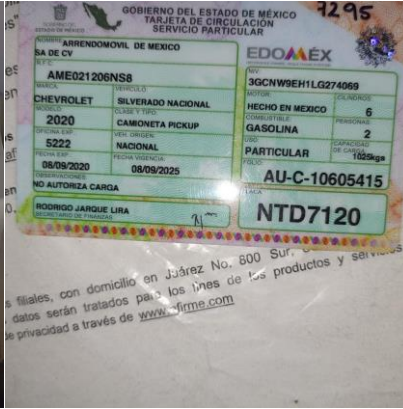 7295
GOBIERNO DEL ESTADO DE MÉXICO
TARJETA DE CIRCULACIÓN
SERVICIO PARTICULAR
NOMBRE ARRENDOMOVIL DE MEXICO
SA DE CV
EDOMÉX
R.F.C.
AME021206NS8
NIV
3GCNW9EH1LG274069
MARCA VEHÍCULO
CHEVROLET SILVERADO NACIONAL
MOTOR CILINDROS
HECHO EN MEXICO 6
MODELO CLASE Y TIPO
2020 CAMIONETA PICKUP
COMBUSTIBLE PERSONAS
GASOLINA 2
OFICINA EXP. VEH. ORIGEN
5222 NACIONAL
USO CAPACIDAD DE CARGA
PARTICULAR 1025kgs
FECHA EXP. FECHA VIGENCIA
08/09/2020 08/09/2025
FOLIO
AU-C-10605415
OBSERVACIONES
NO AUTORIZA CARGA
PLACA
NTD7120
RODRIGO JARQUE LIRA
SECRETARIO DE FINANZAS
s filiales, con domicilio en Juárez No. 800 Sur,
datos serán tratados para los fines de los productos y servicios
de privacidad a través de www.afirme.com